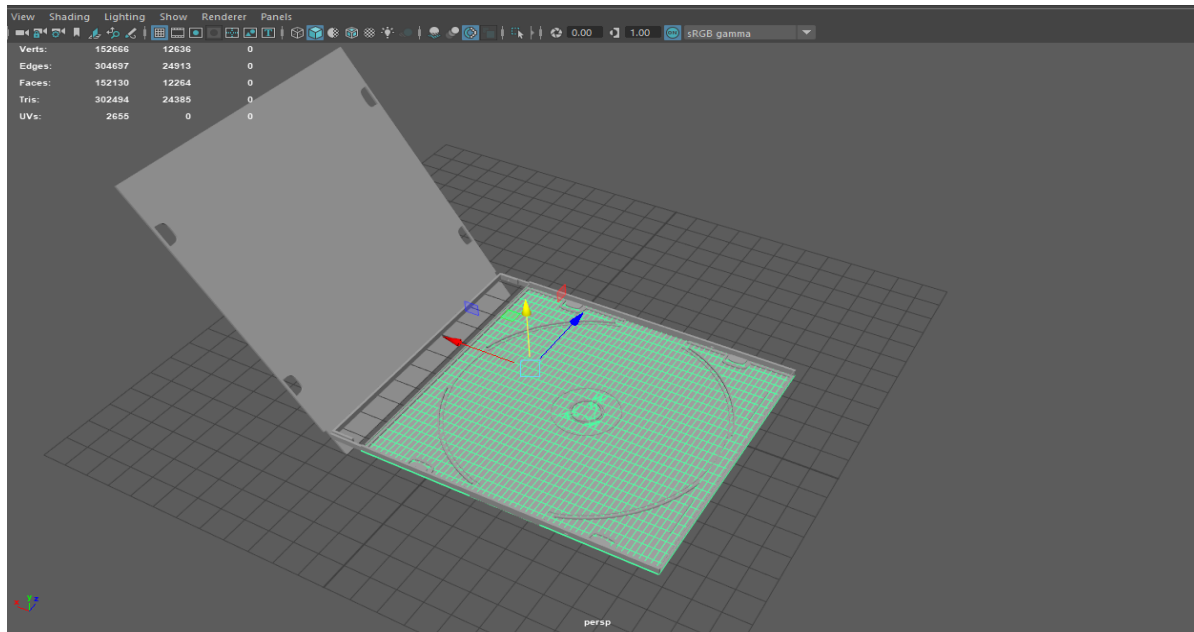 View Shading Lighting Show Renderer Panels
0.00 1.00 sRGB gamma
Verts: 152666 12636 0
Edges: 304697 24913 0
Faces: 152130 12264 0
Tris: 302494 24385 0
UVs: 2655 0 0
persp